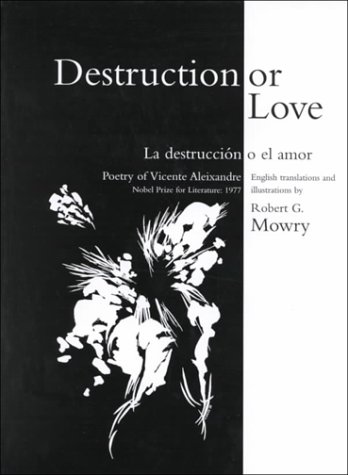 Destruction or
Love
La destrucción o el amor
Poetry of Vicente Aleixandre
Nobel Prize for Literature: 1977
English translations and
illustrations by
Robert G.
Mowry